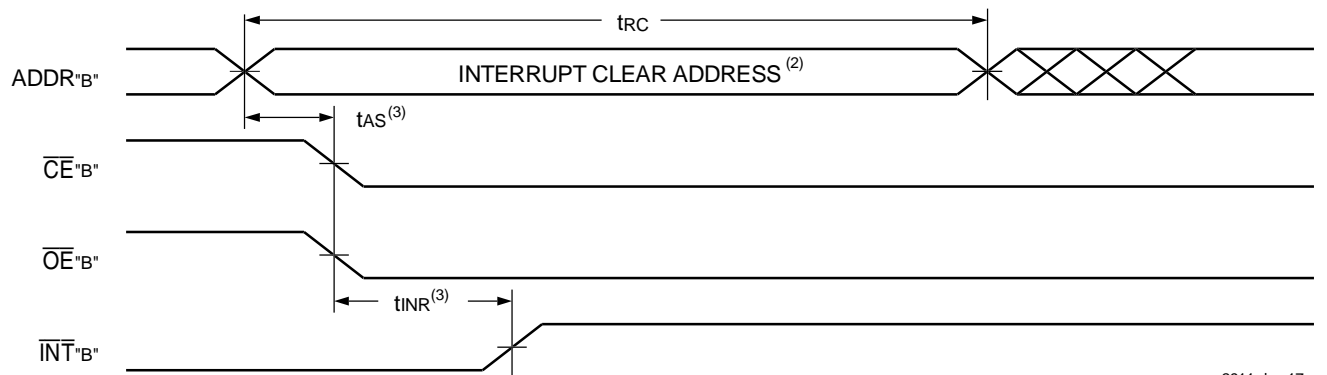 tRC
ADDR"B"
INTERRUPT CLEAR ADDRESS (2)
tAS(3)
CE"B"
OE"B"
tINR(3)
INT"B"